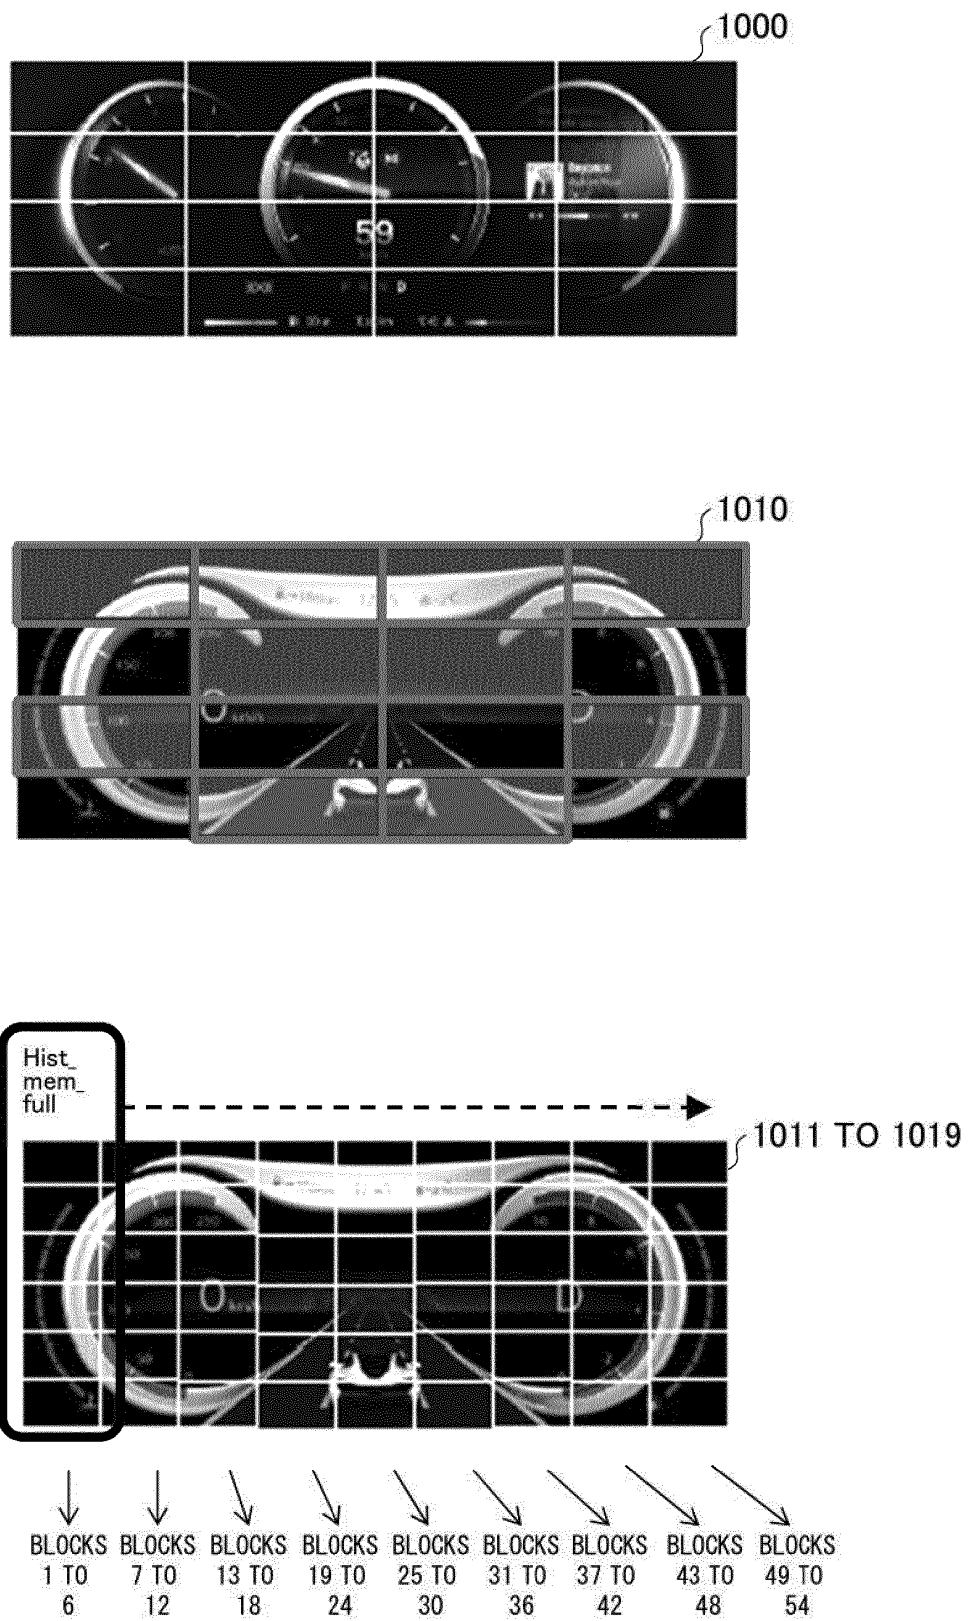 1000
59
D
1010
Hist_
mem_
full
1011 TO 1019
250
0
D
BLOCKS 1 TO 6
BLOCKS 7 TO 12
BLOCKS 13 TO 18
BLOCKS 19 TO 24
BLOCKS 25 TO 30
BLOCKS 31 TO 36
BLOCKS 37 TO 42
BLOCKS 43 TO 48
BLOCKS 49 TO 54